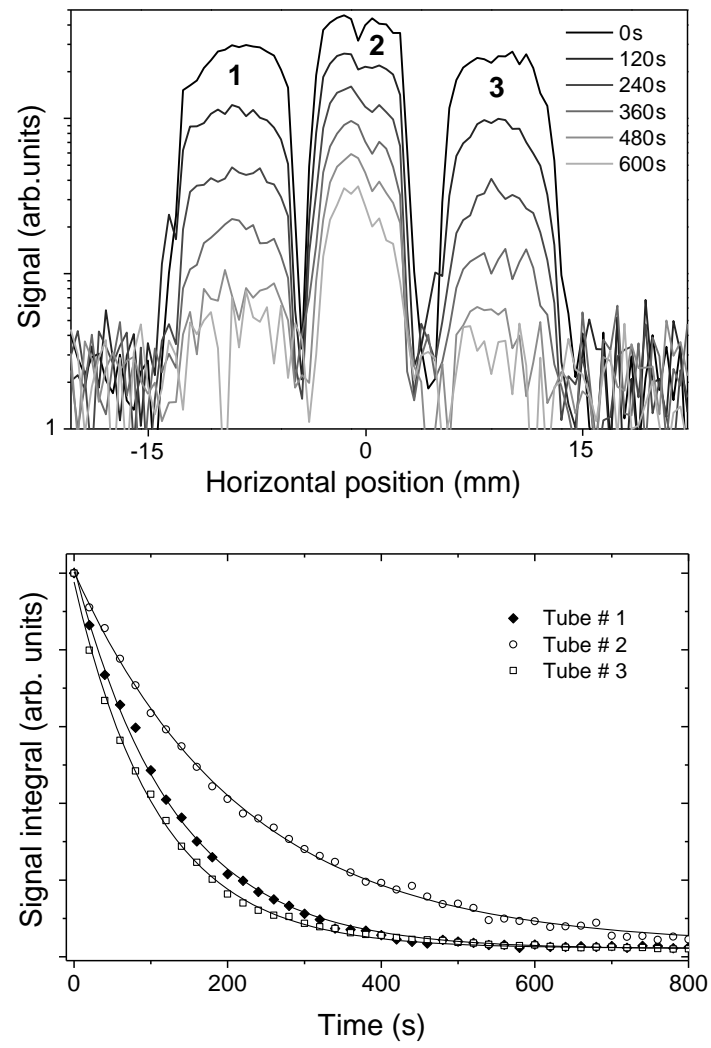 1
2
3
0s
120s
240s
360s
480s
600s
Signal (arb.units)
1
-15
0
15
Horizontal position (mm)
Tube # 1
Tube # 2
Tube # 3
Signal integral (arb. units)
0
200
400
600
800
Time (s)